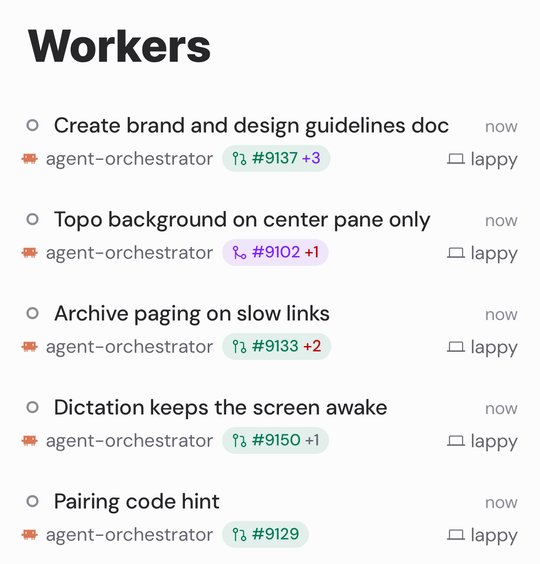 Workers
Create brand and design guidelines doc now
agent-orchestrator #9137 +3 lappy
Topo background on center pane only now
agent-orchestrator #9102 +1 lappy
Archive paging on slow links now
agent-orchestrator #9133 +2 lappy
Dictation keeps the screen awake now
agent-orchestrator #9150 +1 lappy
Pairing code hint now
agent-orchestrator #9129 lappy